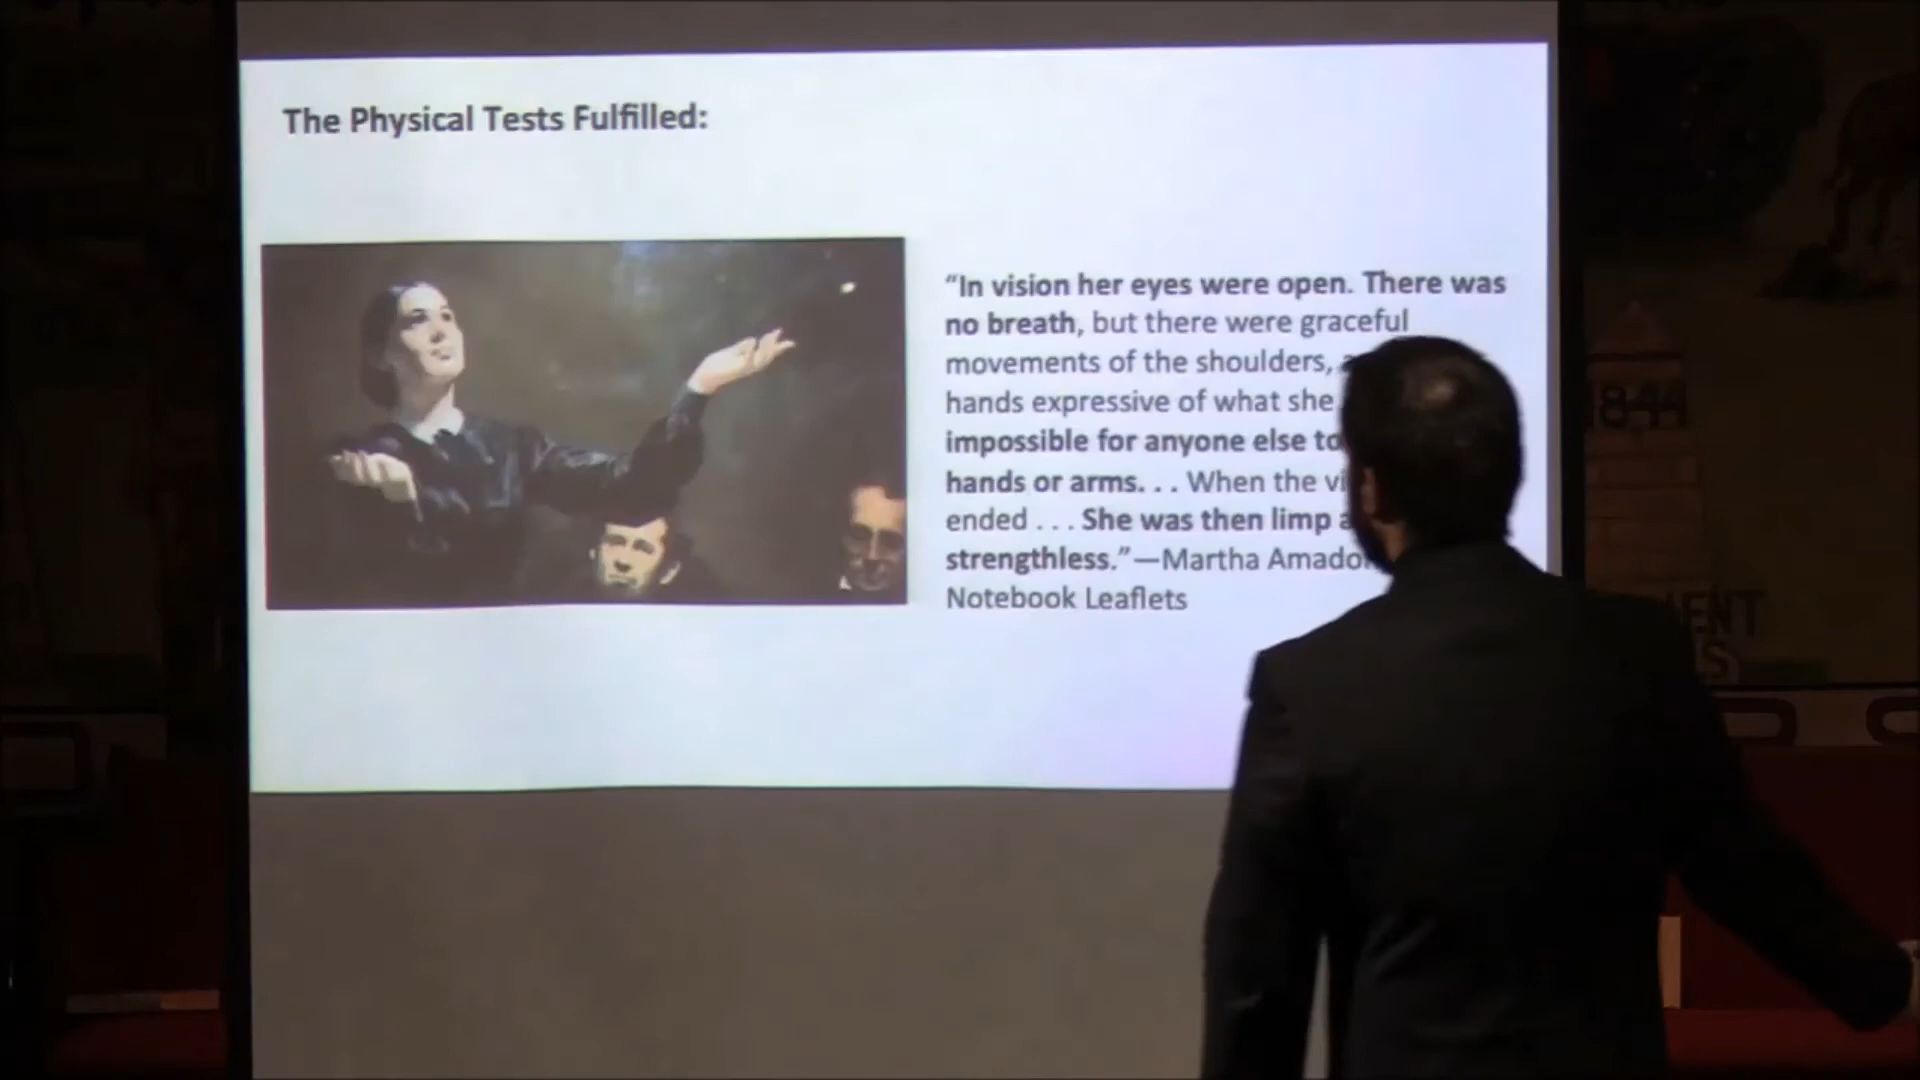 The Physical Tests Fulfilled:
“In vision her eyes were open. There was
no breath, but there were graceful
movements of the shoulders,
hands expressive of what she
impossible for anyone else to
hands or arms. . . When the
ended . . . She was then limp
strengthless.”—Martha
Notebook Leaflets
1844